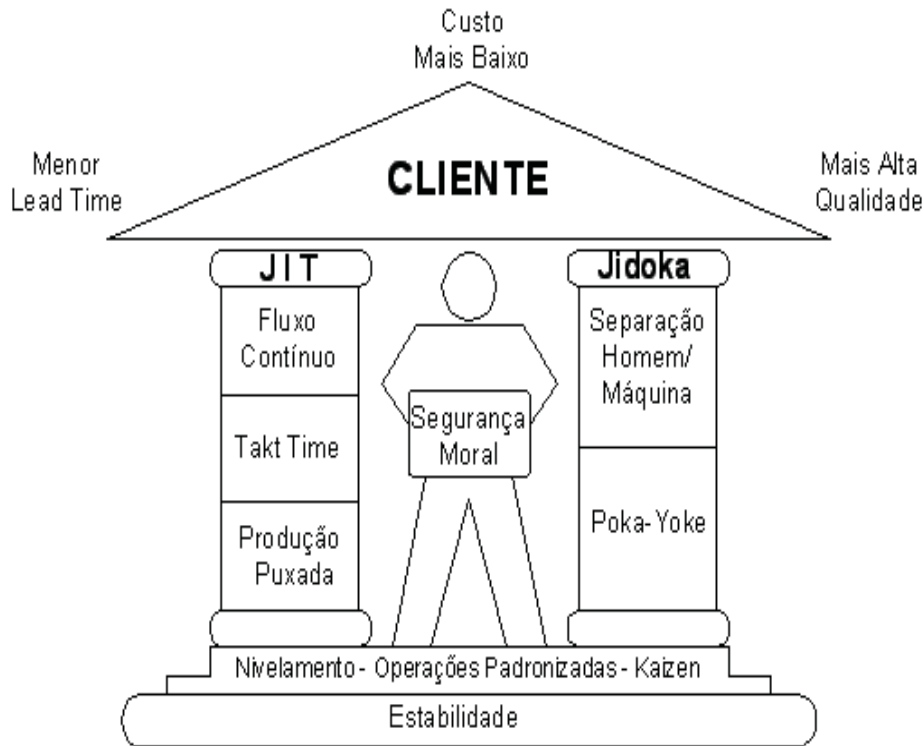 Custo
Mais Baixo
Menor
Lead Time
CLIENTE
Mais Alta
Qualidade
JIT
Fluxo
Contínuo
Takt Time
Produção
Puxada
Segurança
Moral
Jidoka
Separação
Homem/
Máquina
Poka-Yoke
Nivelamento - Operações Padronizadas - Kaizen
Estabilidade